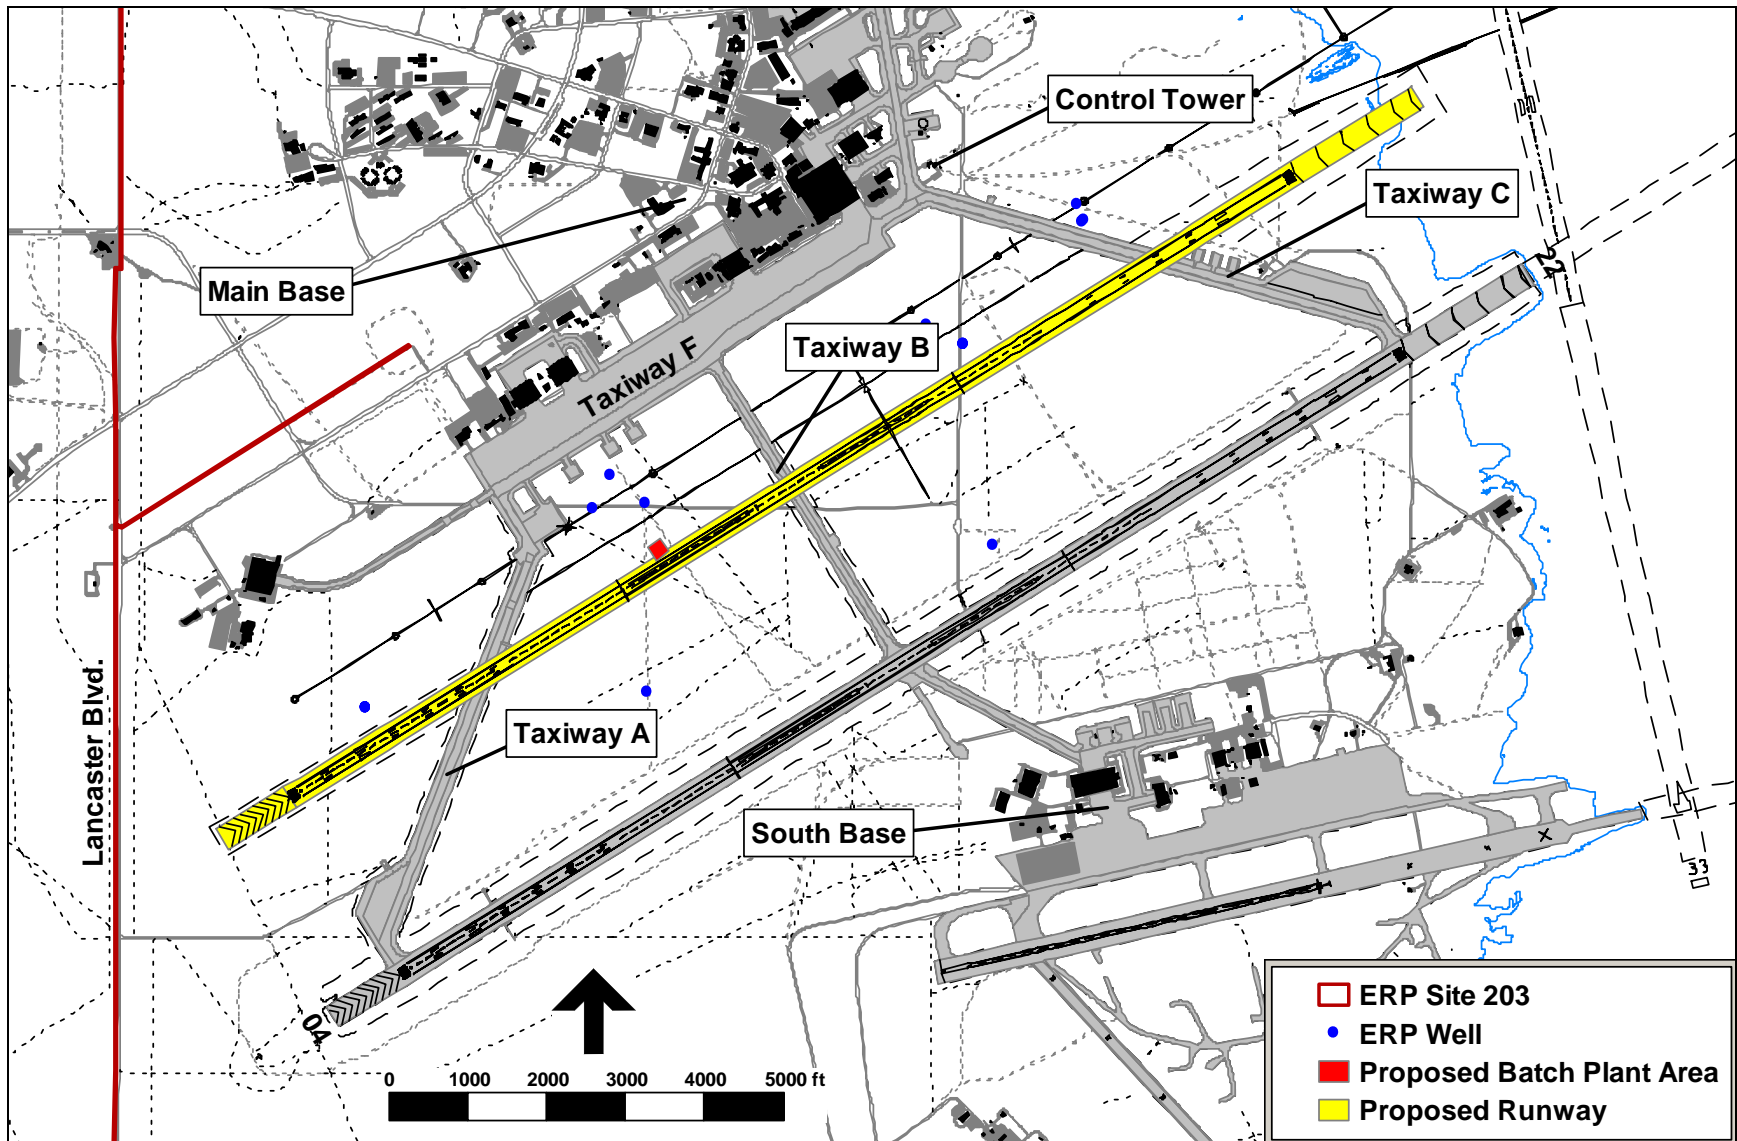 Control Tower
Taxiway C
22
Main Base
Taxiway B
Taxiway F
Taxiway A
Lancaster Blvd.
South Base
33
04
0 1000 2000 3000 4000 5000 ft
ERP Site 203
ERP Well
Proposed Batch Plant Area
Proposed Runway